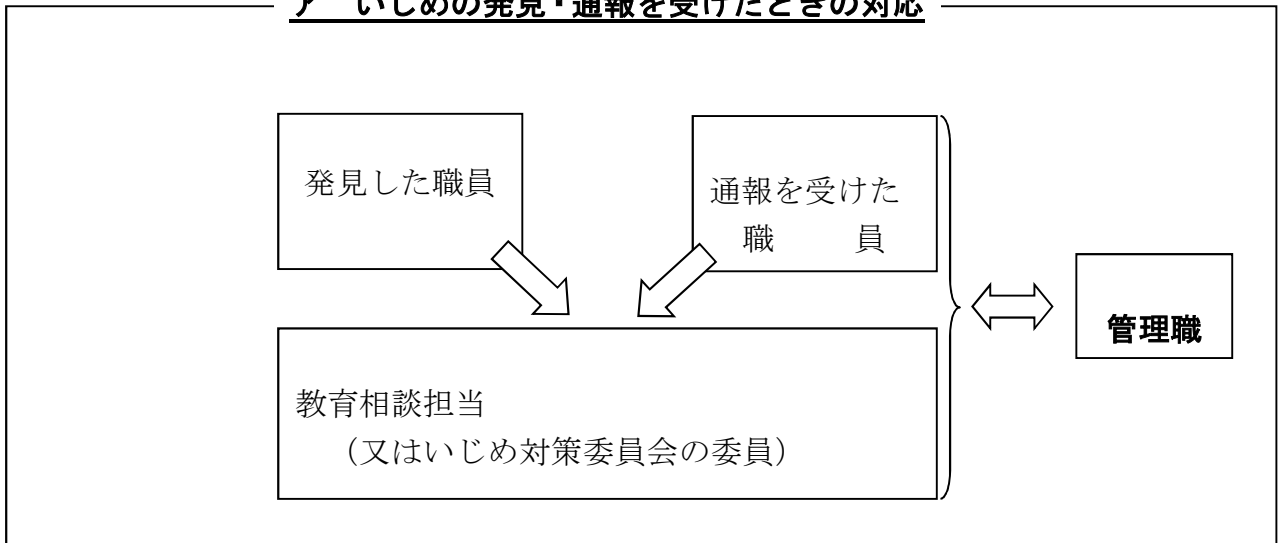 ア　いじめの発見・通報を受けたときの対応
発見した職員
通報を受けた
職　　　員
管理職
教育相談担当
（又はいじめ対策委員会の委員）